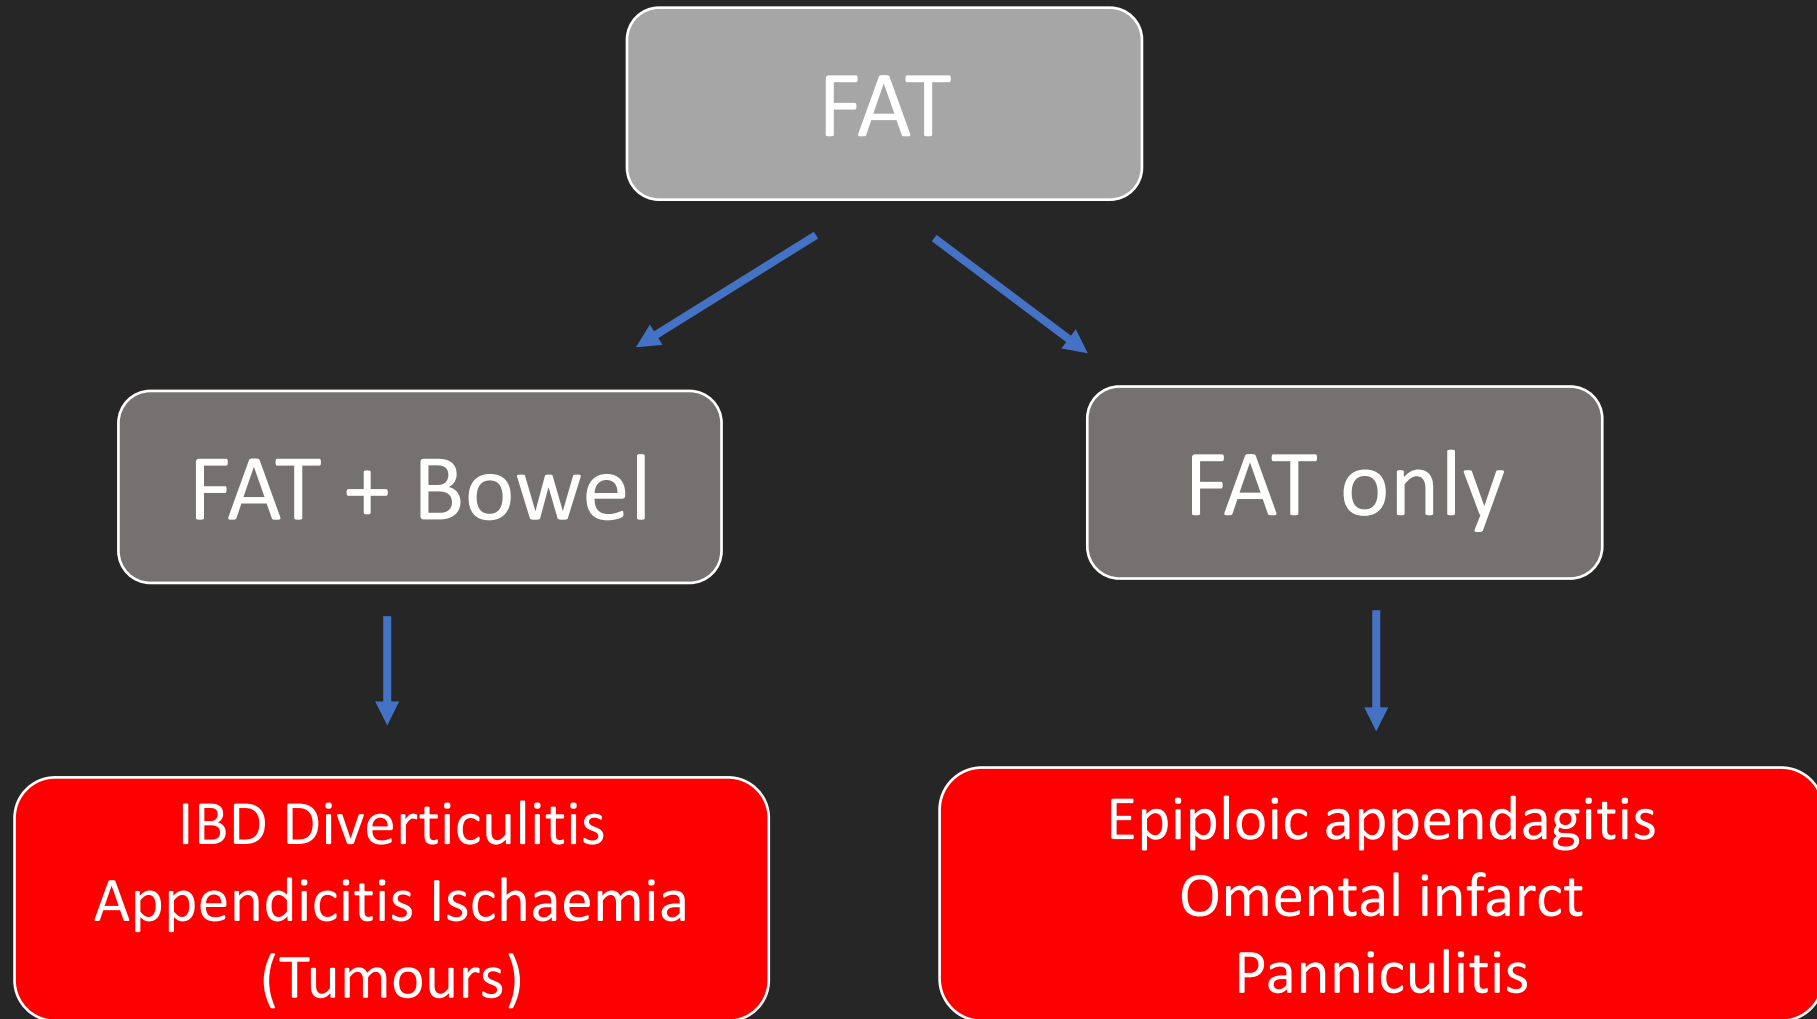 FAT
FAT + Bowel
FAT only
IBD Diverticulitis
Appendicitis Ischaemia
(Tumours)
Epiploic appendagitis
Omental infarct
Panniculitis